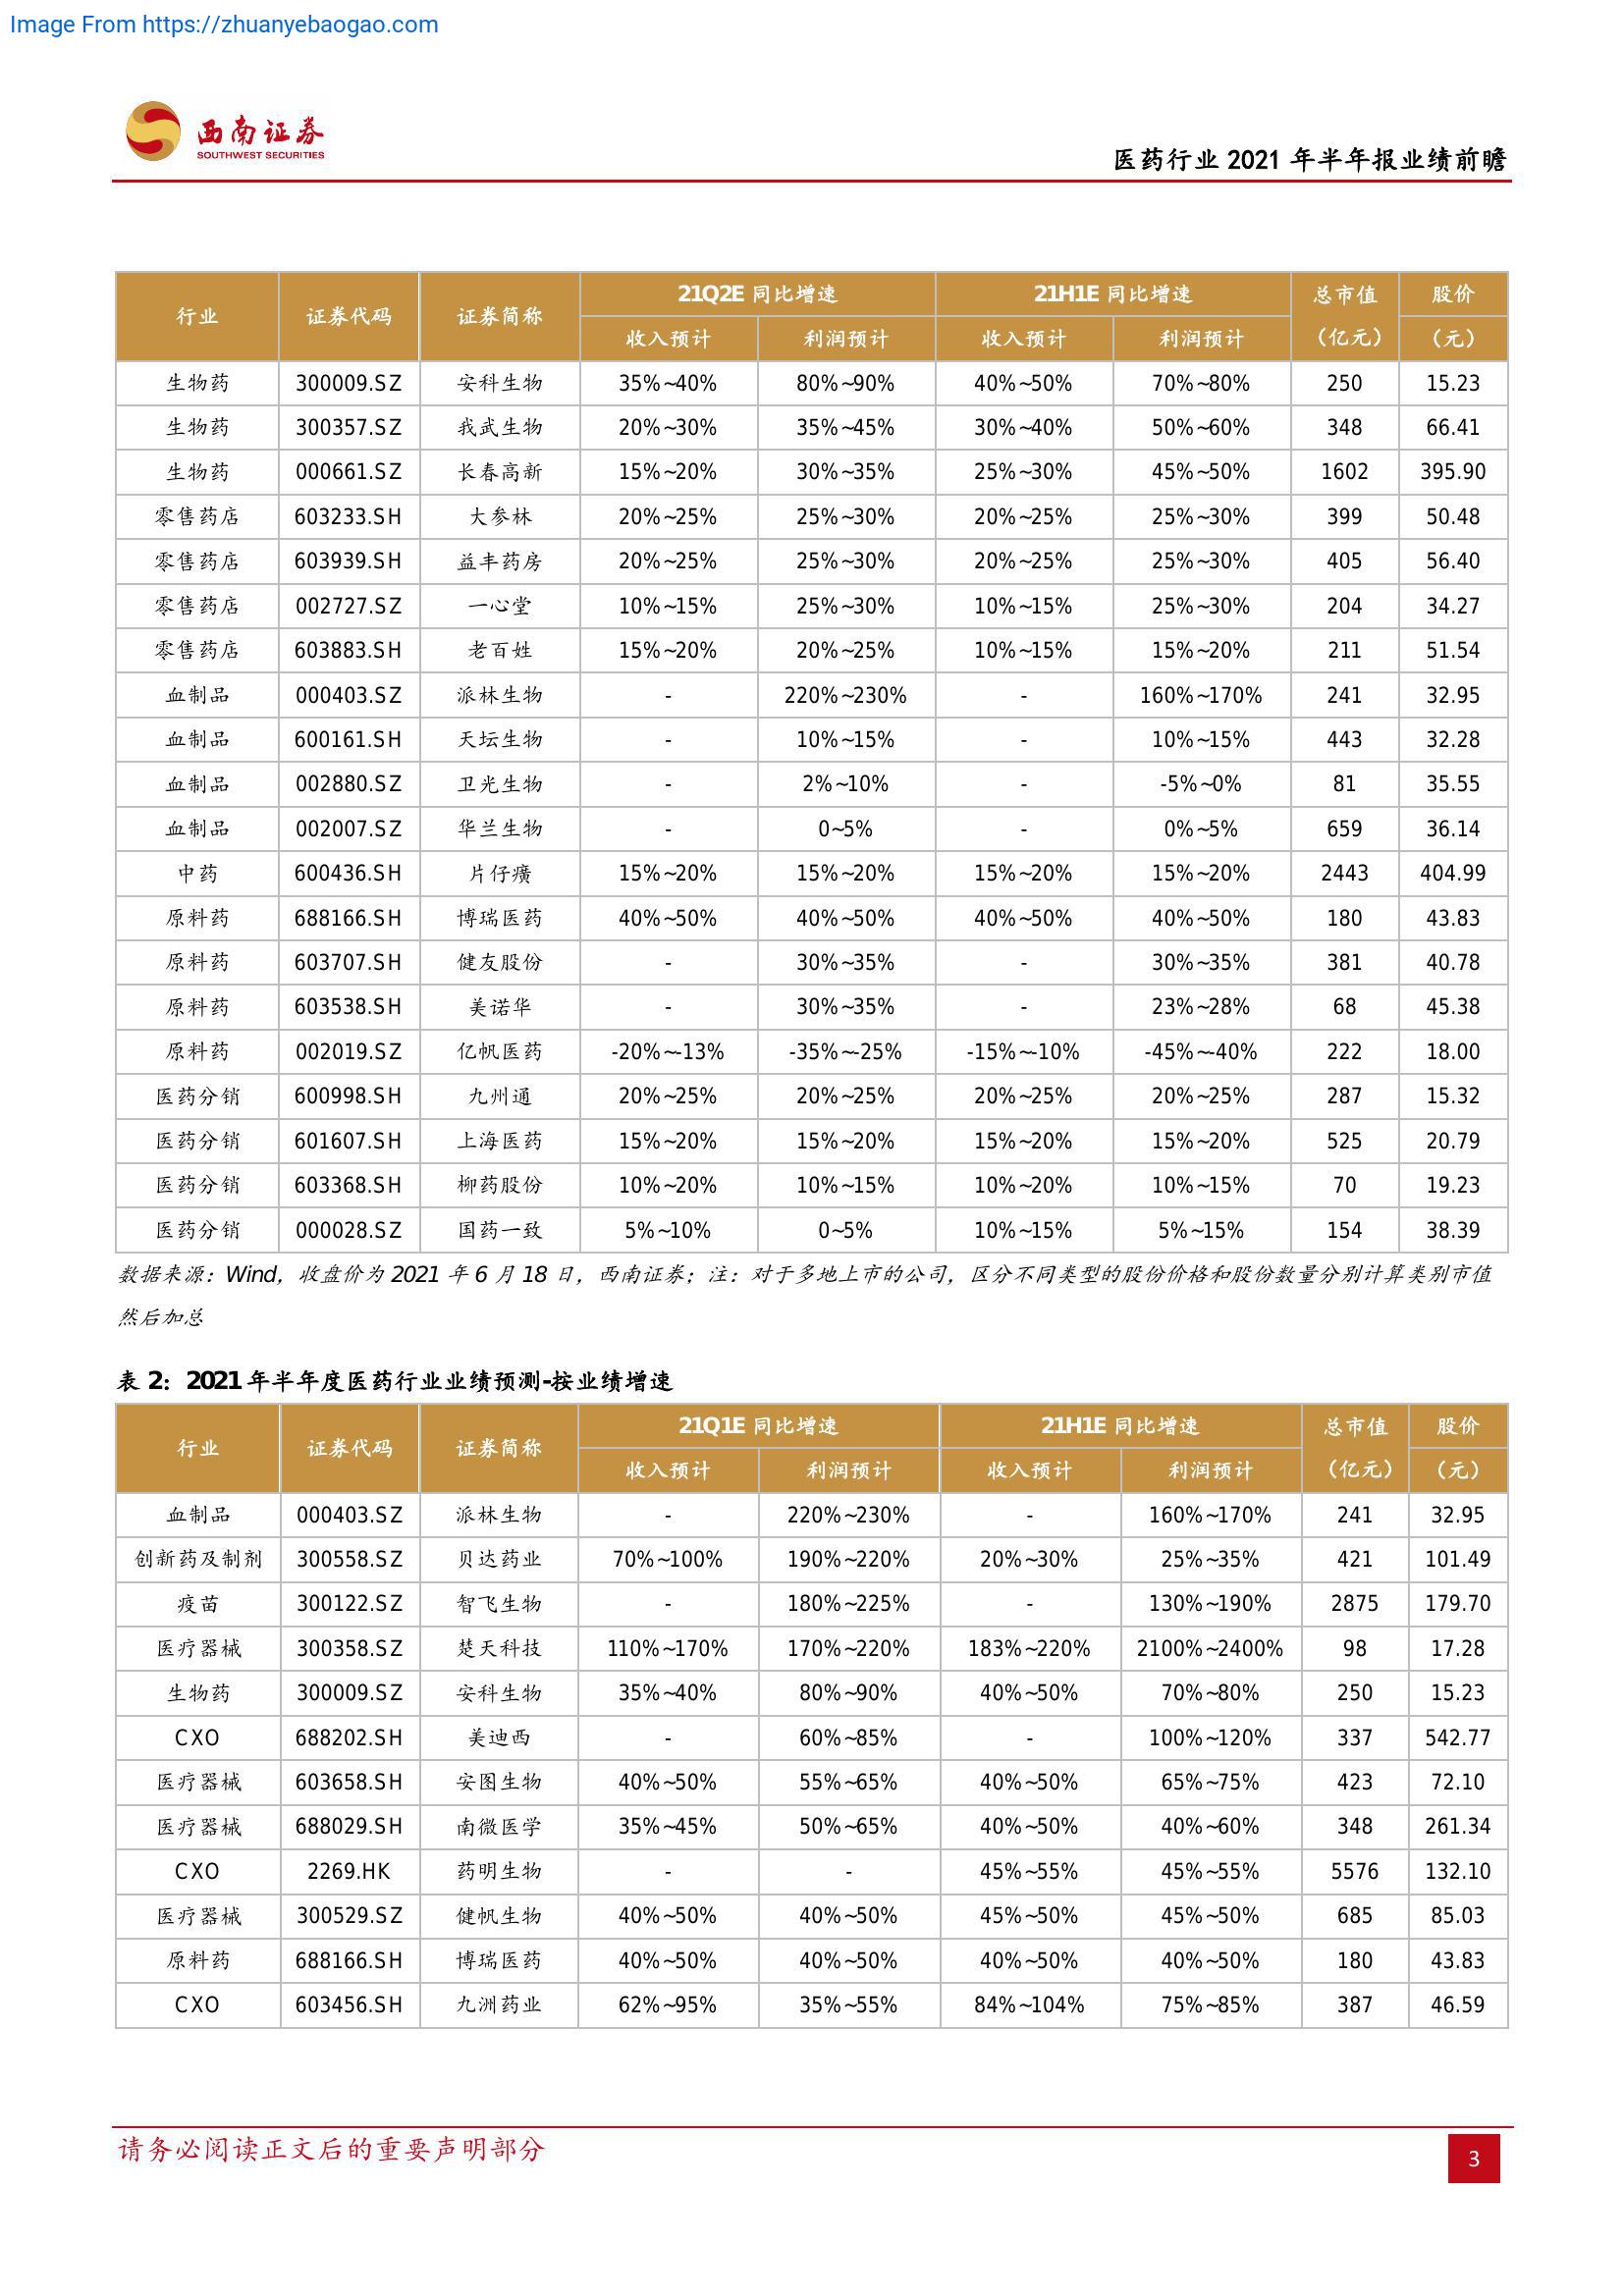 Image From https://zhuanyebaogao.com
西南证券
SOUTHWEST SECURITIES
医药行业 2021 年半年报业绩前瞻
行业 证券代码 证券简称 21Q2E 同比增速 21H1E 同比增速 总市值 股价
收入预计 利润预计 收入预计 利润预计 （亿元） （元）
生物药 300009.SZ 安科生物 35%~40% 80%~90% 40%~50% 70%~80% 250 15.23
生物药 300357.SZ 我武生物 20%~30% 35%~45% 30%~40% 50%~60% 348 66.41
生物药 000661.SZ 长春高新 15%~20% 30%~35% 25%~30% 45%~50% 1602 395.90
零售药店 603233.SH 大参林 20%~25% 25%~30% 20%~25% 25%~30% 399 50.48
零售药店 603939.SH 益丰药房 20%~25% 25%~30% 20%~25% 25%~30% 405 56.40
零售药店 002727.SZ 一心堂 10%~15% 25%~30% 10%~15% 25%~30% 204 34.27
零售药店 603883.SH 老百姓 15%~20% 20%~25% 10%~15% 15%~20% 211 51.54
血制品 000403.SZ 派林生物 - 220%~230% - 160%~170% 241 32.95
血制品 600161.SH 天坛生物 - 10%~15% - 10%~15% 443 32.28
血制品 002880.SZ 卫光生物 - 2%~10% - -5%~0% 81 35.55
血制品 002007.SZ 华兰生物 - 0~5% - 0%~5% 659 36.14
中药 600436.SH 片仔癀 15%~20% 15%~20% 15%~20% 15%~20% 2443 404.99
原料药 688166.SH 博瑞医药 40%~50% 40%~50% 40%~50% 40%~50% 180 43.83
原料药 603707.SH 健友股份 - 30%~35% - 30%~35% 381 40.78
原料药 603538.SH 美诺华 - 30%~35% - 23%~28% 68 45.38
原料药 002019.SZ 亿帆医药 -20%~-13% -35%~-25% -15%~-10% -45%~-40% 222 18.00
医药分销 600998.SH 九州通 20%~25% 20%~25% 20%~25% 20%~25% 287 15.32
医药分销 601607.SH 上海医药 15%~20% 15%~20% 15%~20% 15%~20% 525 20.79
医药分销 603368.SH 柳药股份 10%~20% 10%~15% 10%~20% 10%~15% 70 19.23
医药分销 000028.SZ 国药一致 5%~10% 0~5% 10%~15% 5%~15% 154 38.39
数据来源：Wind，收盘价为 2021 年 6 月 18 日，西南证券；注：对于多地上市的公司，区分不同类型的股份价格和股份数量分别计算类别市值
然后加总
表 2：2021 年半年度医药行业业绩预测-按业绩增速
行业 证券代码 证券简称 21Q1E 同比增速 21H1E 同比增速 总市值 股价
收入预计 利润预计 收入预计 利润预计 （亿元） （元）
血制品 000403.SZ 派林生物 - 220%~230% - 160%~170% 241 32.95
创新药及制剂 300558.SZ 贝达药业 70%~100% 190%~220% 20%~30% 25%~35% 421 101.49
疫苗 300122.SZ 智飞生物 - 180%~225% - 130%~190% 2875 179.70
医疗器械 300358.SZ 楚天科技 110%~170% 170%~220% 183%~220% 2100%~2400% 98 17.28
生物药 300009.SZ 安科生物 35%~40% 80%~90% 40%~50% 70%~80% 250 15.23
CXO 688202.SH 美迪西 - 60%~85% - 100%~120% 337 542.77
医疗器械 603658.SH 安图生物 40%~50% 55%~65% 40%~50% 65%~75% 423 72.10
医疗器械 688029.SH 南微医学 35%~45% 50%~65% 40%~50% 40%~60% 348 261.34
CXO 2269.HK 药明生物 - - 45%~55% 45%~55% 5576 132.10
医疗器械 300529.SZ 健帆生物 40%~50% 40%~50% 45%~50% 45%~50% 685 85.03
原料药 688166.SH 博瑞医药 40%~50% 40%~50% 40%~50% 40%~50% 180 43.83
CXO 603456.SH 九洲药业 62%~95% 35%~55% 84%~104% 75%~85% 387 46.59
请务必阅读正文后的重要声明部分
3